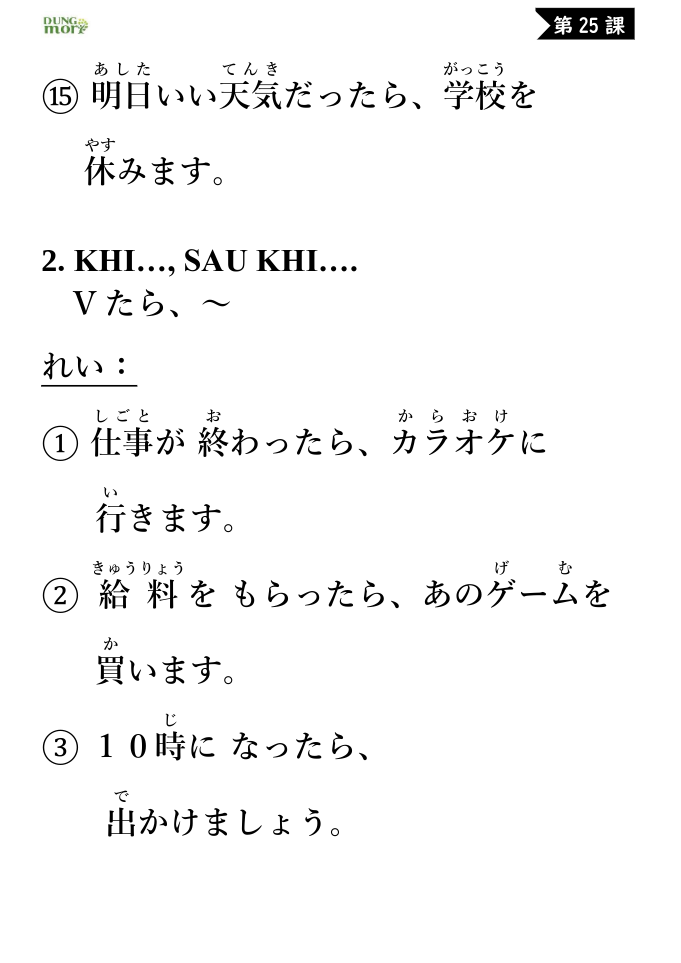 DUNG
mori
第 25 課
あした てんき がっこう
⑮ 明日いい天気だったら、学校を
やす
休みます。
2. KHI…, SAU KHI….
V たら、～
れい：
しごと お からおけ
① 仕事が 終わったら、カラオケに
い
行きます。
きゅうりょう げ む
② 給 料 を もらったら、あのゲームを
か
買います。
じ
③ １０時に なったら、
で
出かけましょう。